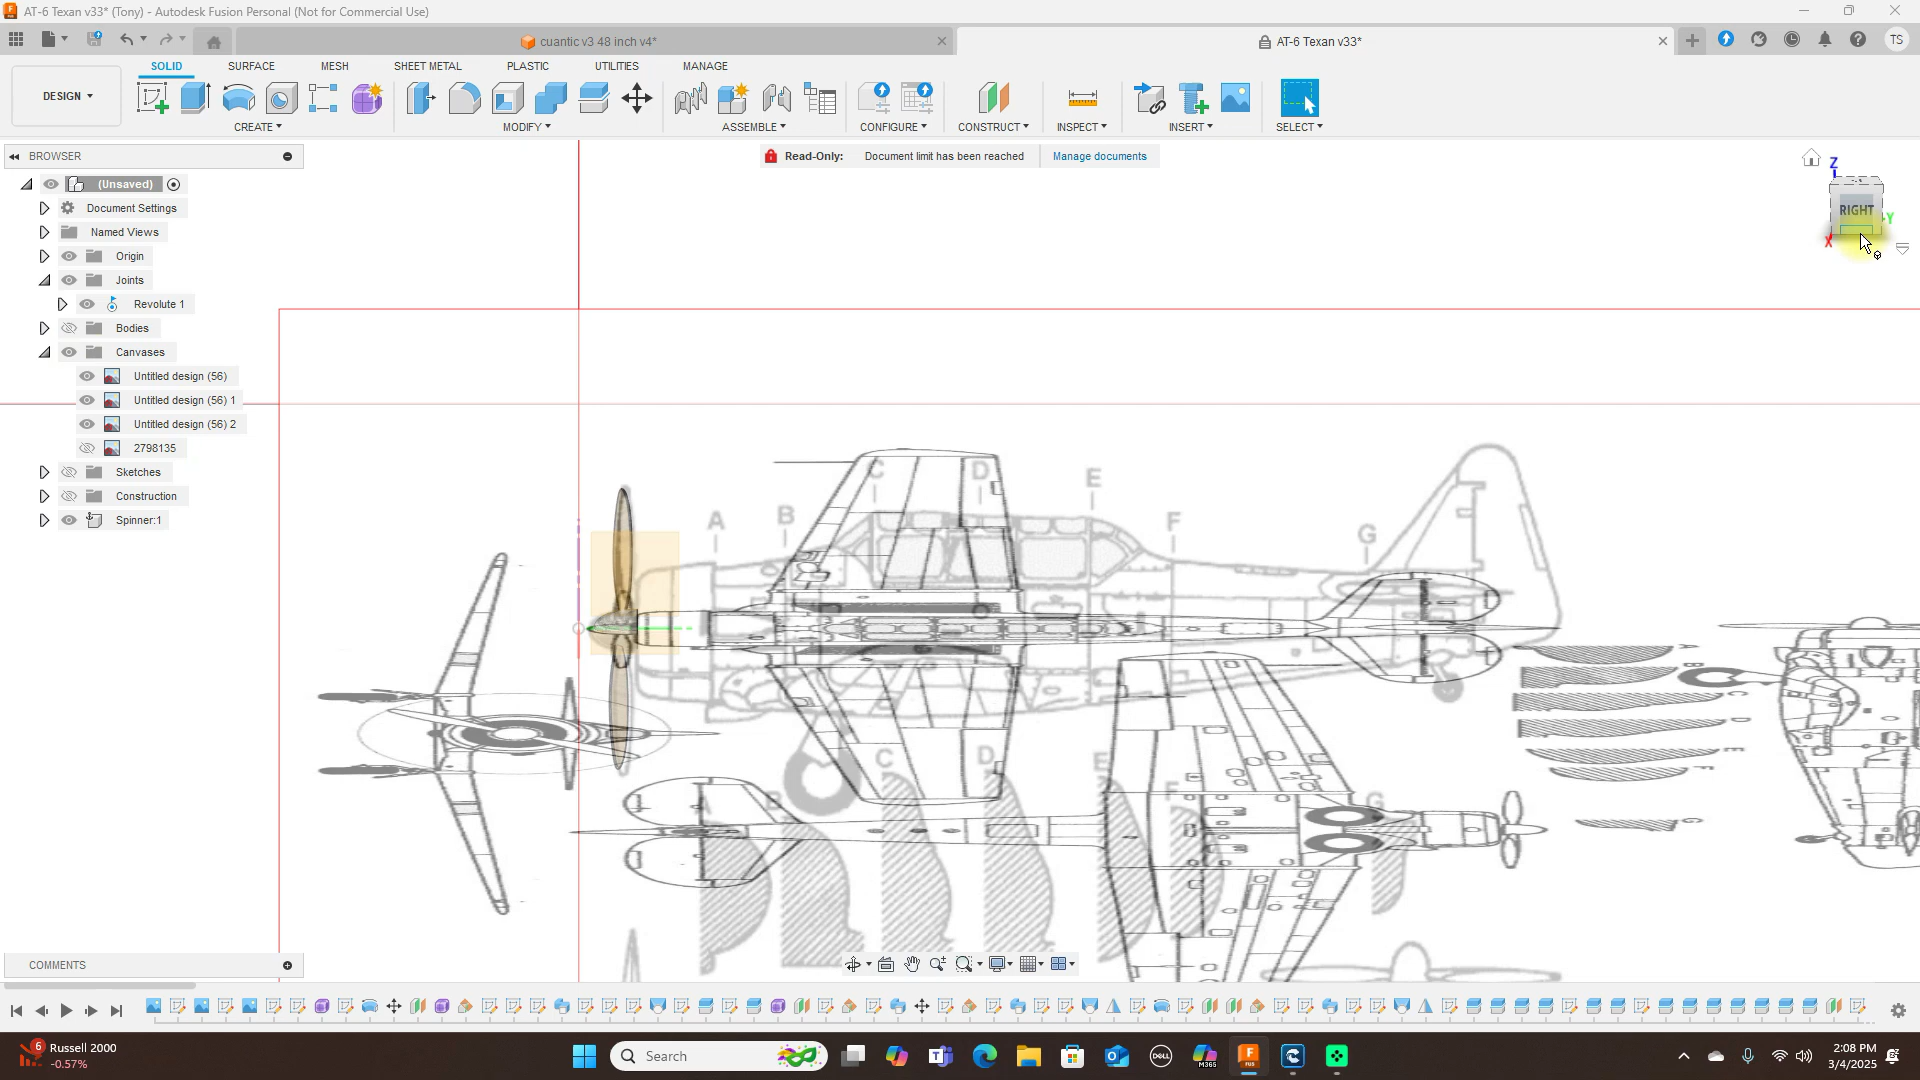 AT-6 Texan v33* (Tony) - Autodesk Fusion Personal (Not for Commercial Use)
cuantic v3 48 inch v4*
AT-6 Texan v33*
TS
DESIGN
SOLID
SURFACE
MESH
SHEET METAL
PLASTIC
UTILITIES
MANAGE
CREATE
MODIFY
ASSEMBLE
CONFIGURE
CONSTRUCT
INSPECT
INSERT
SELECT
BROWSER
Read-Only:
Document limit has been reached
Manage documents
(Unsaved)
Document Settings
Named Views
Origin
Joints
Revolute 1
Bodies
Canvases
Untitled design (56)
Untitled design (56) 1
Untitled design (56) 2
2798135
Sketches
Construction
Spinner:1
Z
RIGHT
Y
X
A
B
C
D
E
F
G
A
B
C
D
E
F
G
A
B
C
D
E
F
G
COMMENTS
6
Russell 2000
-0.57%
Search
2:08 PM
3/4/2025